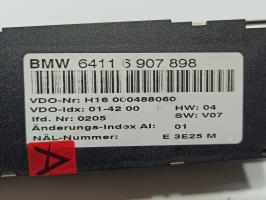 BMW 6411 6 907 898
VDO-Nr: H16 000488060
VDO-Idx: 01-42 00 HW: 04
lfd. Nr: 0205 SW: V07
Änderungs-Index AI: 01
NAL-Nummer: E 3E25 M
A